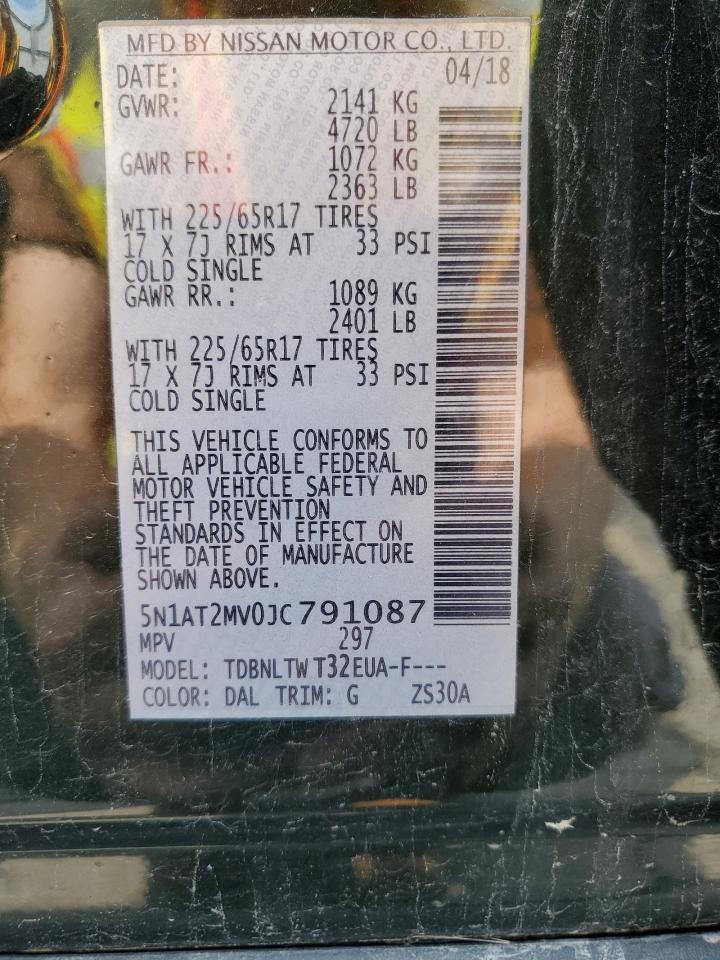 MFD BY NISSAN MOTOR CO., LTD.
DATE: 04/18
GVWR: 2141 KG
4720 LB
GAWR FR.: 1072 KG
2363 LB
WITH 225/65R17 TIRES
17 X 7J RIMS AT 33 PSI
COLD SINGLE
GAWR RR.: 1089 KG
2401 LB
WITH 225/65R17 TIRES
17 X 7J RIMS AT 33 PSI
COLD SINGLE
THIS VEHICLE CONFORMS TO
ALL APPLICABLE FEDERAL
MOTOR VEHICLE SAFETY AND
THEFT PREVENTION
STANDARDS IN EFFECT ON
THE DATE OF MANUFACTURE
SHOWN ABOVE.
5N1AT2MV0JC791087
MPV 297
MODEL: TDBNLTWT32EUA-F---
COLOR: DAL TRIM: G ZS30A